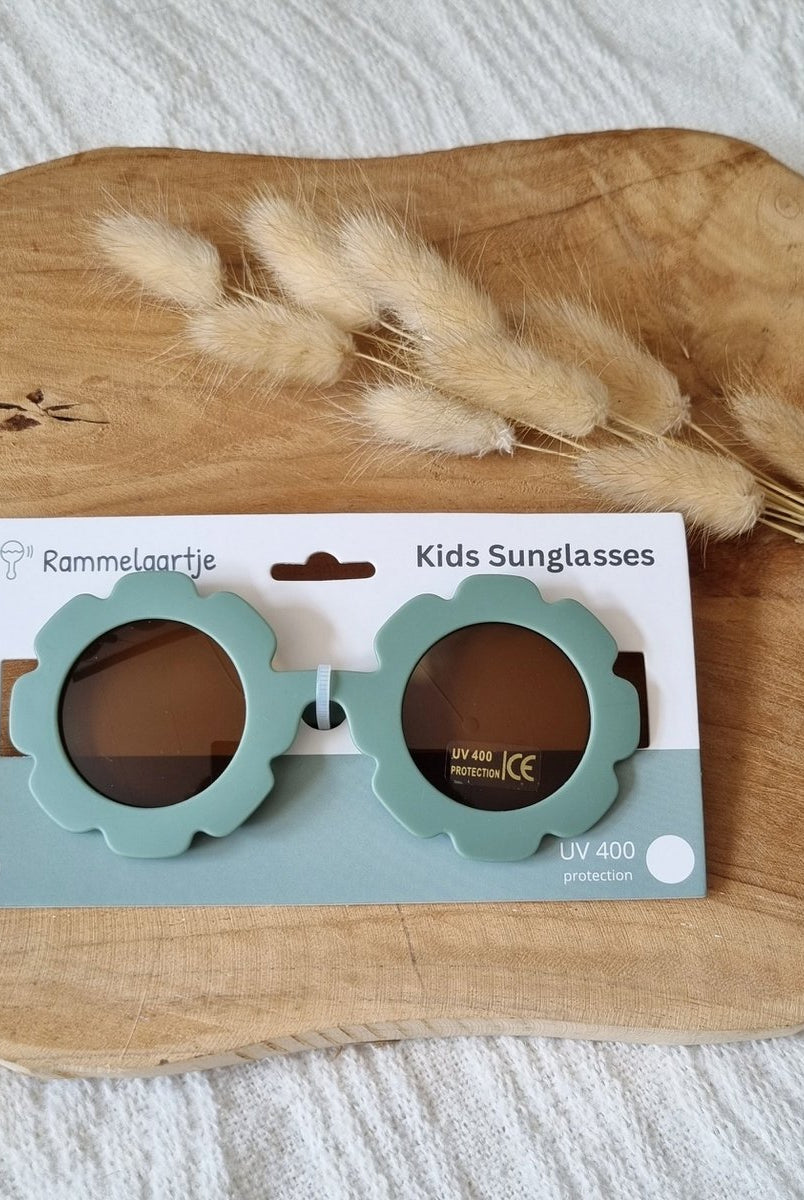 Rammelaartje
Kids Sunglasses
UV 400
PROTECTION
CE
UV 400
protection